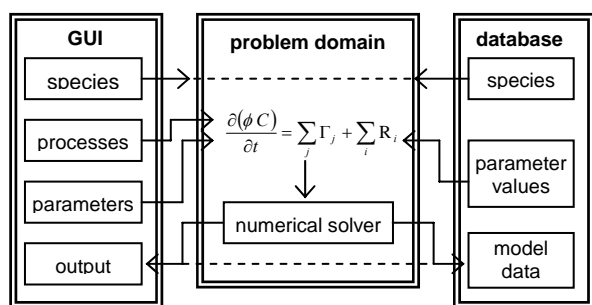 GUI
species
processes
parameters
output
problem domain
∂(ϕ C)/∂t = ∑_j Γ_j + ∑_i R_i
numerical solver
database
species
parameter
values
model
data